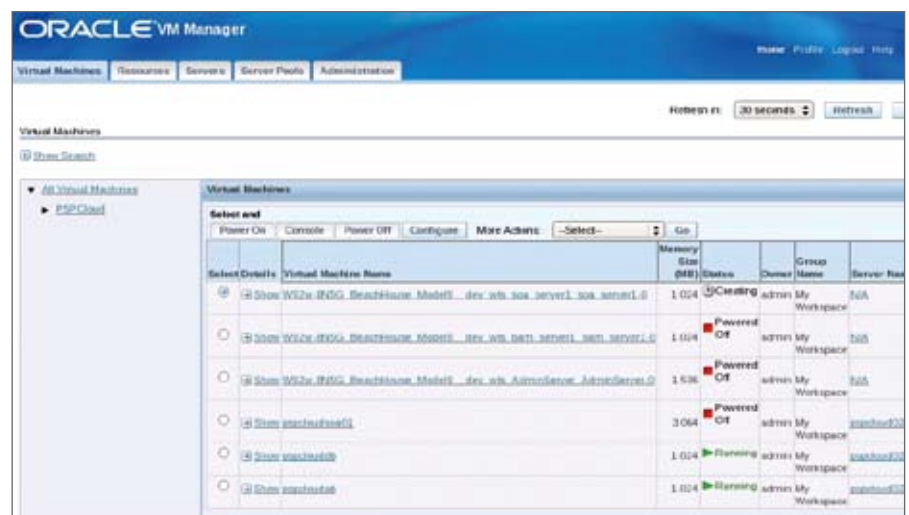 ORACLE VM Manager
Home Profile Logout Help
Virtual Machines Resources Servers Server Pools Administration
Refresh in: 30 seconds Refresh
Virtual Machines
Show Search
All Virtual Machines
PSPCloud
Virtual Machines
Select and
Power On Console Power Off Configure More Actions: --Select-- Go
Select Details Virtual Machine Name Memory Size (MB) Status Owner Group Name Server
Show 1,024 Creating admin My Workspace N/A
Show 1,024 Powered Off admin My Workspace N/A
Show 1,536 Powered Off admin My Workspace N/A
Show 3,064 Powered Off admin My Workspace
Show 1,024 Running admin My Workspace
Show 1,024 Running admin My Workspace